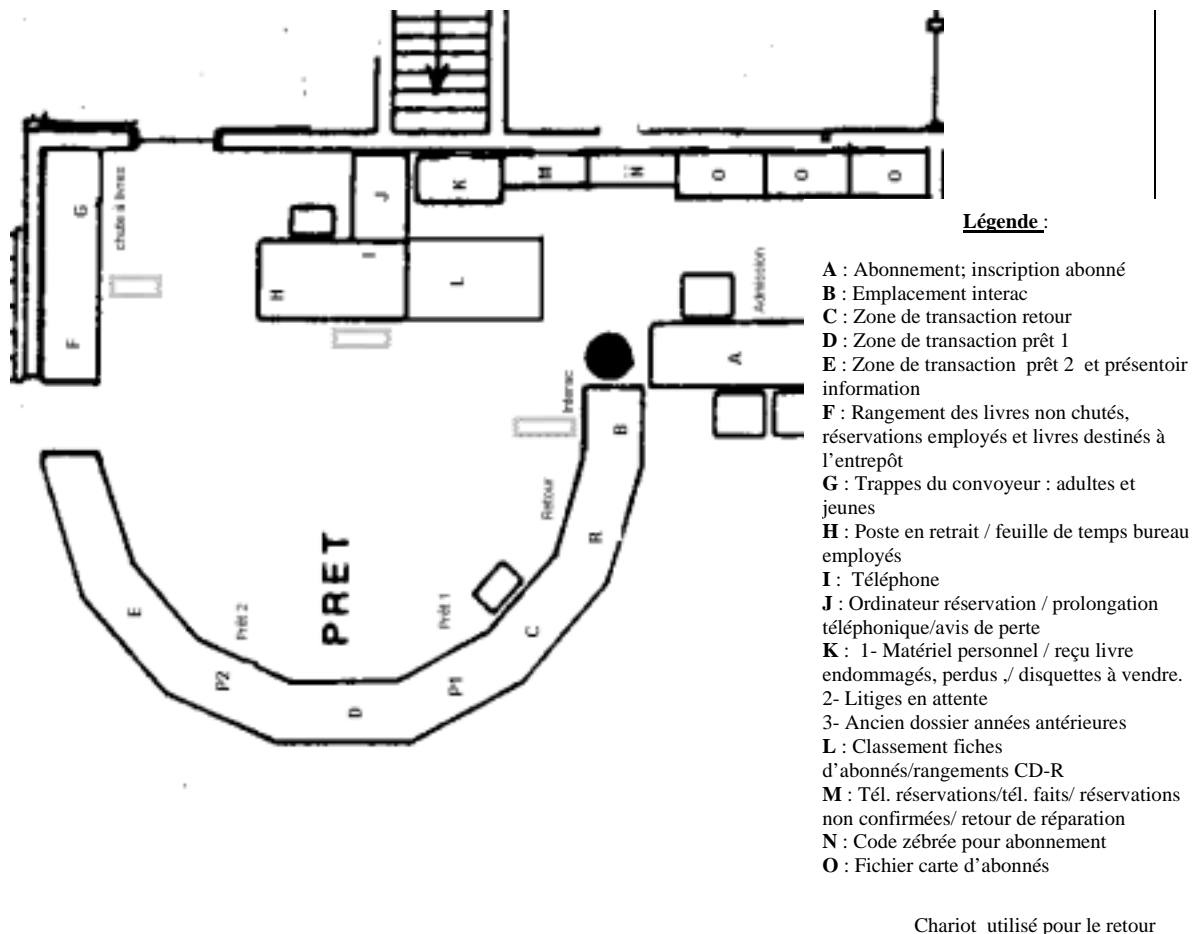 G
chute à livres
F
J
K
M
N
O
O
O
I
H
L
Admission
A
Interac
B
Retour
R
PRET
Prêt 2
Prêt 1
E
C
P2
P1
D
Légende :
A : Abonnement; inscription abonné
B : Emplacement interac
C : Zone de transaction retour
D : Zone de transaction prêt 1
E : Zone de transaction prêt 2 et présentoir
information
F : Rangement des livres non chutés,
réservations employés et livres destinés à
l’entrepôt
G : Trappes du convoyeur : adultes et
jeunes
H : Poste en retrait / feuille de temps bureau
employés
I : Téléphone
J : Ordinateur réservation / prolongation
téléphonique/avis de perte
K : 1- Matériel personnel / reçu livre
endommagés, perdus ,/ disquettes à vendre.
2- Litiges en attente
3- Ancien dossier années antérieures
L : Classement fiches
d’abonnés/rangements CD-R
M : Tél. réservations/tél. faits/ réservations
non confirmées/ retour de réparation
N : Code zébrée pour abonnement
O : Fichier carte d’abonnés
Chariot utilisé pour le retour